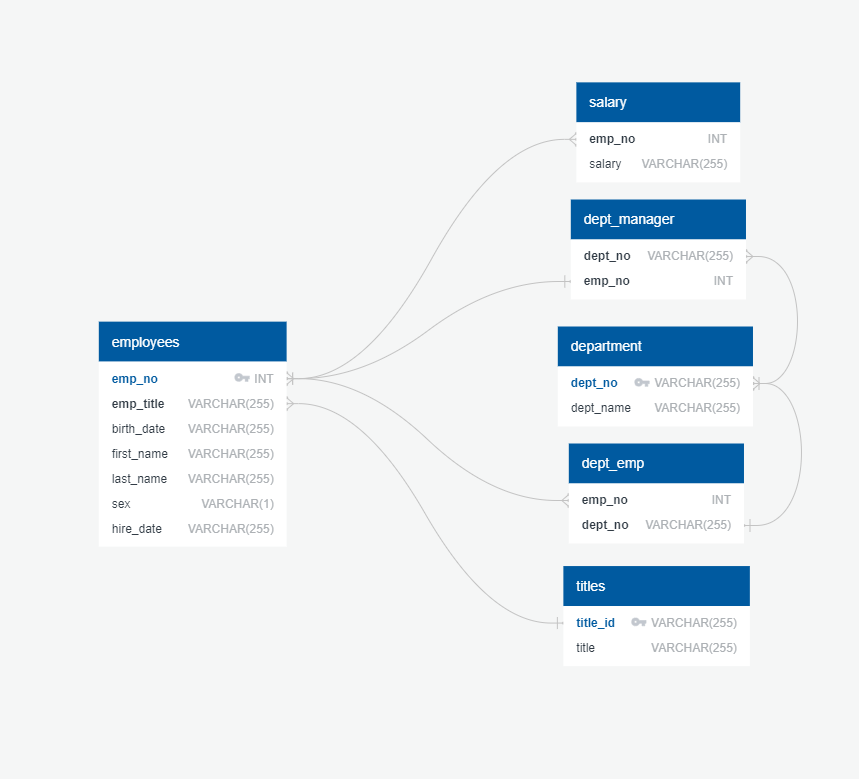 salary
emp_no INT
salary VARCHAR(255)
dept_manager
dept_no VARCHAR(255)
emp_no INT
employees
emp_no INT
emp_title VARCHAR(255)
birth_date VARCHAR(255)
first_name VARCHAR(255)
last_name VARCHAR(255)
sex VARCHAR(1)
hire_date VARCHAR(255)
department
dept_no VARCHAR(255)
dept_name VARCHAR(255)
dept_emp
emp_no INT
dept_no VARCHAR(255)
titles
title_id VARCHAR(255)
title VARCHAR(255)